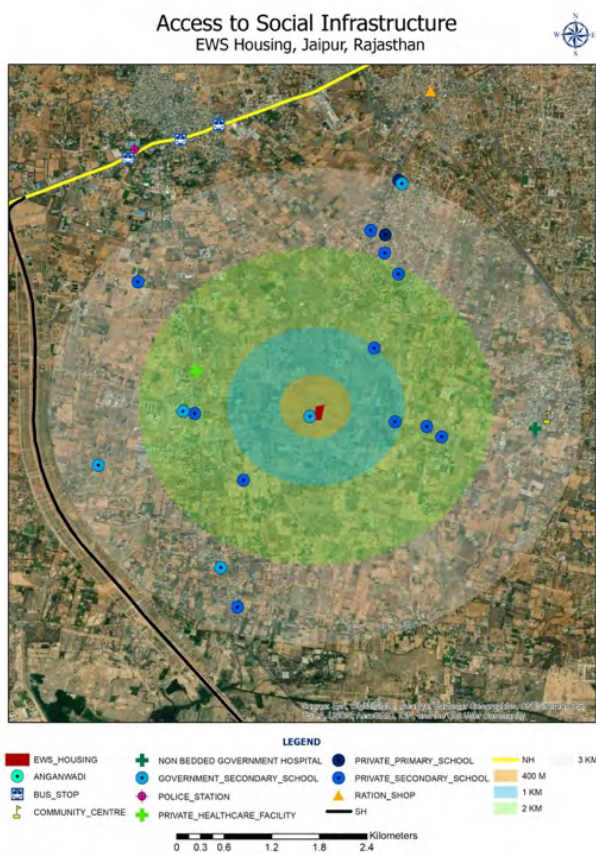 Access to Social Infrastructure
EWS Housing, Jaipur, Rajasthan
N
W E
S
LEGEND
EWS_HOUSING
ANGANWADI
BUS_STOP
COMMUNITY_CENTRE
NON BEDDED GOVERNMENT HOSPITAL
GOVERNMENT_SECONDARY_SCHOOL
POLICE_STATION
PRIVATE_HEALTHCARE_FACILITY
PRIVATE_PRIMARY_SCHOOL
PRIVATE_SECONDARY_SCHOOL
RATION_SHOP
SH
NH
400 M
1 KM
2 KM
3 KM
Kilometers
0 0.3 0.6 1.2 1.8 2.4